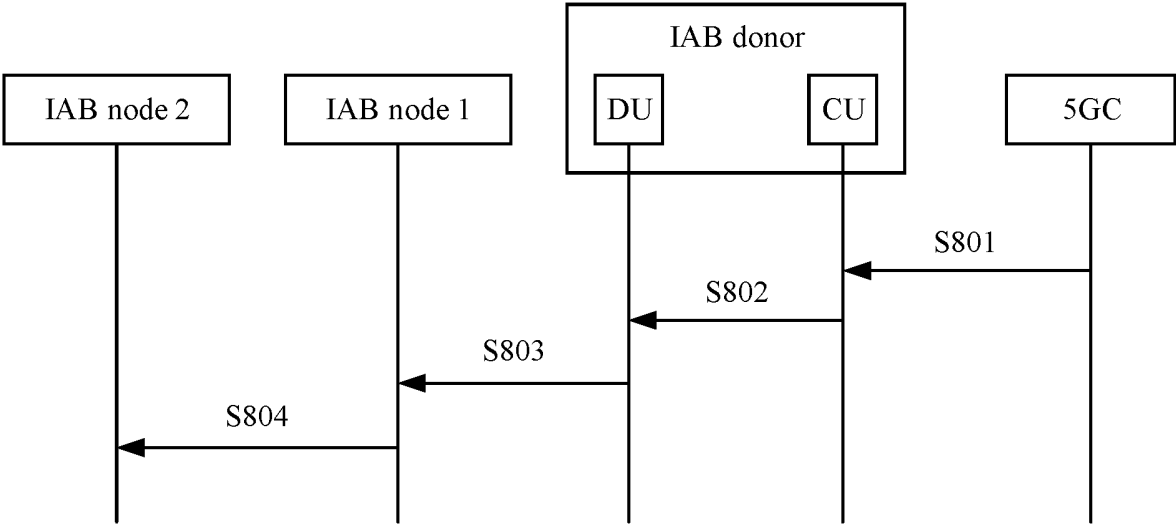 IAB donor
IAB node 2
IAB node 1
DU
CU
5GC
S801
S802
S803
S804